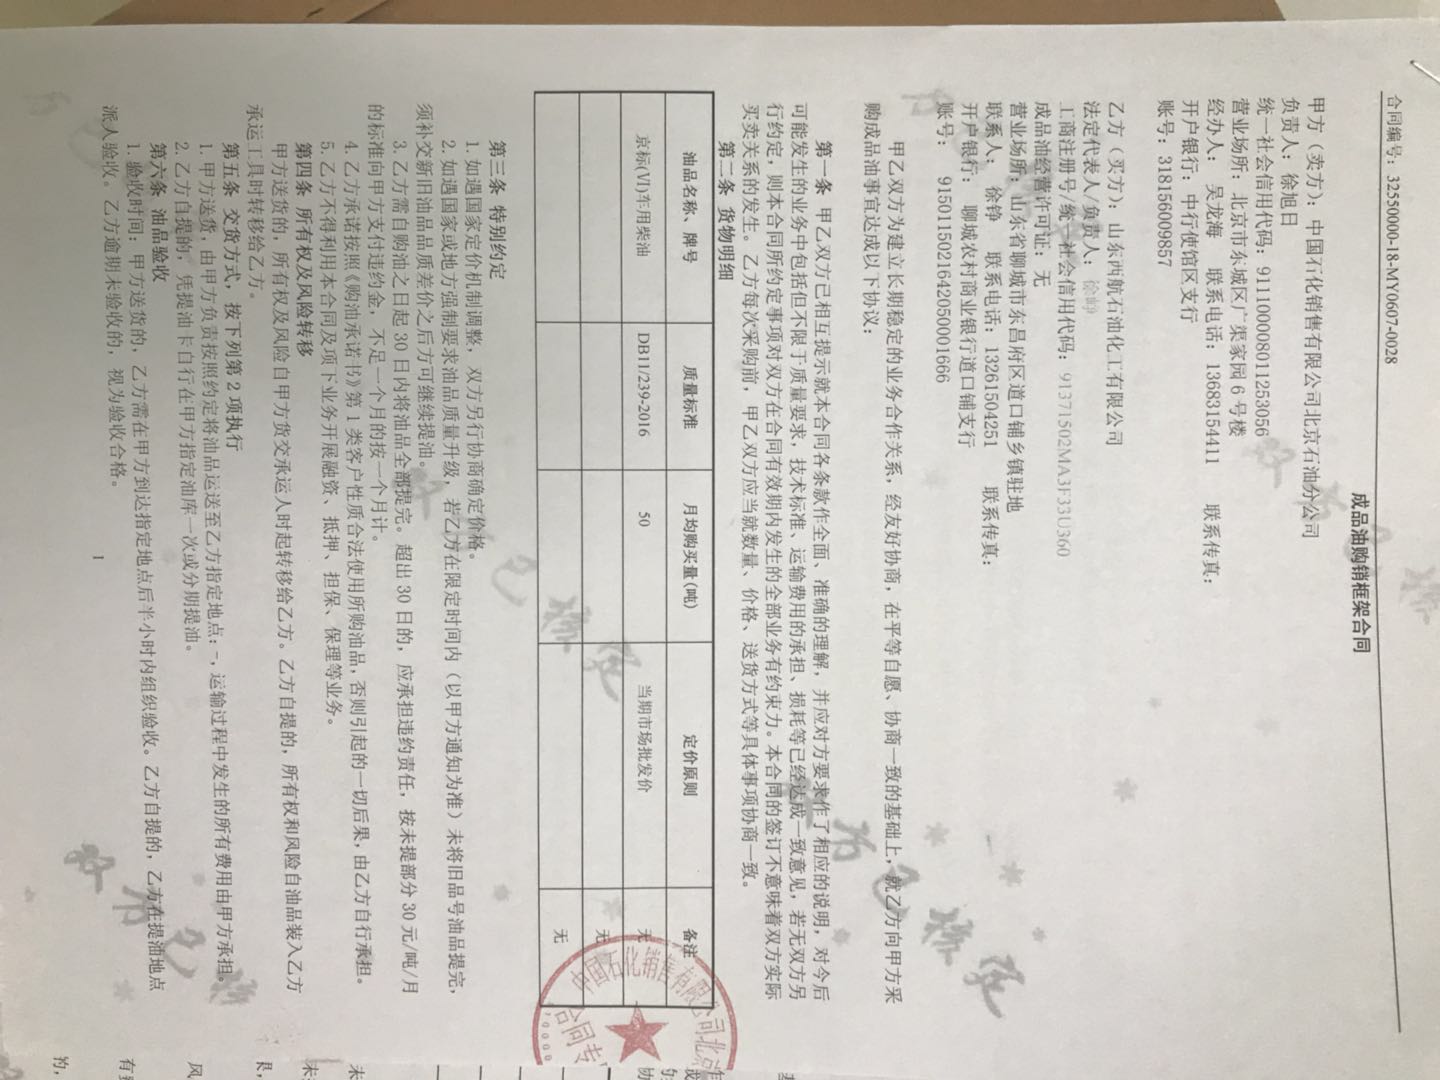 合同编号：32550000-18-MY0607-0028
成品油购销框架合同
甲方（卖方）：中国石化销售有限公司北京石油分公司
负责人：徐旭日
统一社会信用代码：911100008011253056
营业场所：北京市东城区广渠家园 6 号楼
经办人： 吴龙海 联系电话：13683154411 联系传真：
开户银行：中行使馆区支行
账号：318156009857
乙方（买方）：山东西航石油化工有限公司
法定代表人/负责人：徐峥
工商注册号/统一社会信用代码：91371502MA3F33U360
成品油经营许可证：无
营业场所：山东省聊城市东昌府区道口铺乡镇驻地
联系人： 徐铮 联系电话：13261504251 联系传真：
开户银行： 聊城农村商业银行道口铺支行
账号： 9150115021642050001666
甲乙双方为建立长期稳定的业务合作关系，经友好协商，在平等自愿、协商一致的基础上，就乙方向甲方采
购成品油事宜达成以下协议：
第一条 甲乙双方已相互提示就本合同各条款作全面、准确的理解，并应对方要求作了相应的说明，对今后
可能发生的业务中包括但不限于质量要求，技术标准、运输费用的承担、损耗等已经达成一致意见，若无双方另
行约定，则本合同所约定事项对双方在合同有效期内发生的全部业务有约束力。本合同的签订不意味着双方实际
买卖关系的发生。乙方每次采购前，甲乙双方应当就数量、价格、送货方式等具体事项协商一致。
第二条 货物明细
油品名称、牌号 质量标准 月均购买量(吨) 定价原则 备注
京标(VI)车用柴油 DB11/239-2016 50 当期市场批发价 无
无
无
第三条 特别约定
1. 如遇国家定价机制调整，双方另行协商确定价格。
2. 如遇国家或地方强制要求油品质量升级，若乙方在限定时间内（以甲方通知为准）未将旧品号油品提完，
须补交新旧油品品质差价之后方可继续提油。
3. 乙方需自购油之日起 30 日内将油品全部提完。超出 30 日的，应承担违约责任，按未提部分 30 元/吨/月
的标准向甲方支付违约金，不足一个月的按一个月计。
4. 乙方承诺按照《购油承诺书》第 1 类客户性质合法使用所购油品，否则引起的一切后果，由乙方自行承担。
5. 乙方不得利用本合同及项下业务开展融资、抵押、担保、保理等业务。
第四条 所有权及风险转移
甲方送货的，所有权及风险自甲方货交承运人时起转移给乙方。乙方自提的，所有权和风险自油品装入乙方
承运工具时转移给乙方。
第五条 交货方式，按下列第 2 项执行
1. 甲方送货，由甲方负责按照约定将油品运送至乙方指定地点：-，运输过程中发生的所有费用由甲方承担。
2. 乙方自提的，凭提油卡自行在甲方指定油库一次或分期提油。
第六条 油品验收
1. 验收时间：甲方送货的，乙方需在甲方到达指定地点后半小时内组织验收。乙方自提的，乙方在提油地点
派人验收。乙方逾期未验收的，视为验收合格。
1
中国石化销售有限公司北京
合同专